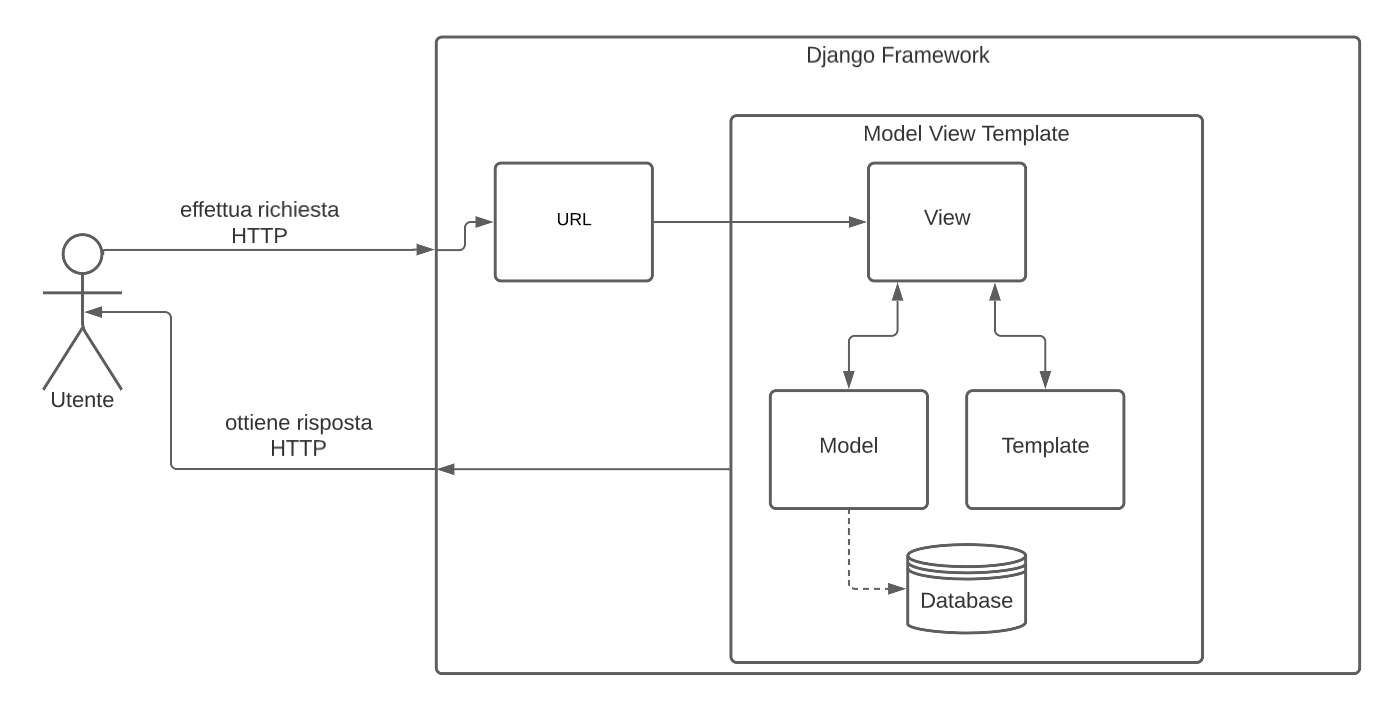 Django Framework
Model View Template
effettua richiesta
HTTP
URL
View
Utente
ottiene risposta
HTTP
Model
Template
Database